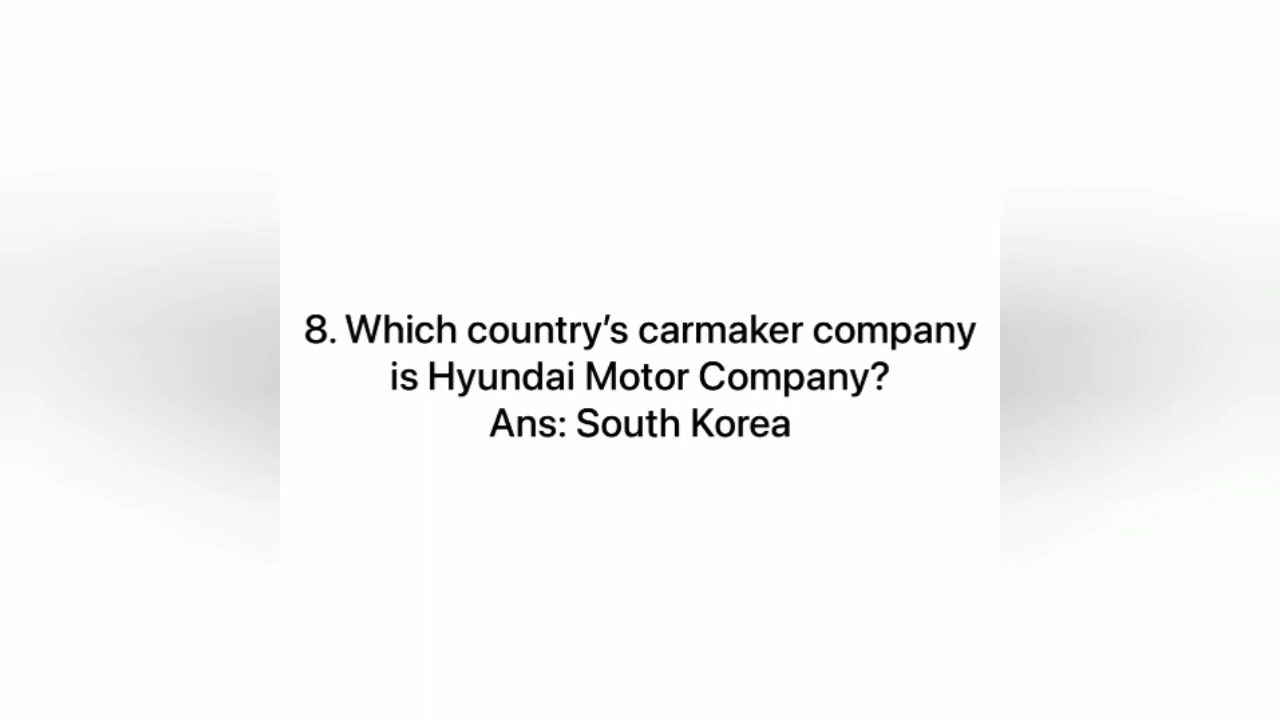 8. Which country’s carmaker company
is Hyundai Motor Company?
Ans: South Korea